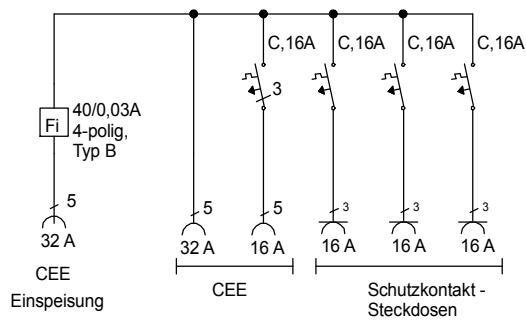 C,16A C,16A C,16A C,16A
3
Fi
40/0,03A
4-polig,
Typ B
5 5 5 3 3 3
32 A 32 A 16 A 16 A 16 A 16 A
CEE
Einspeisung
CEE
Schutzkontakt -
Steckdosen